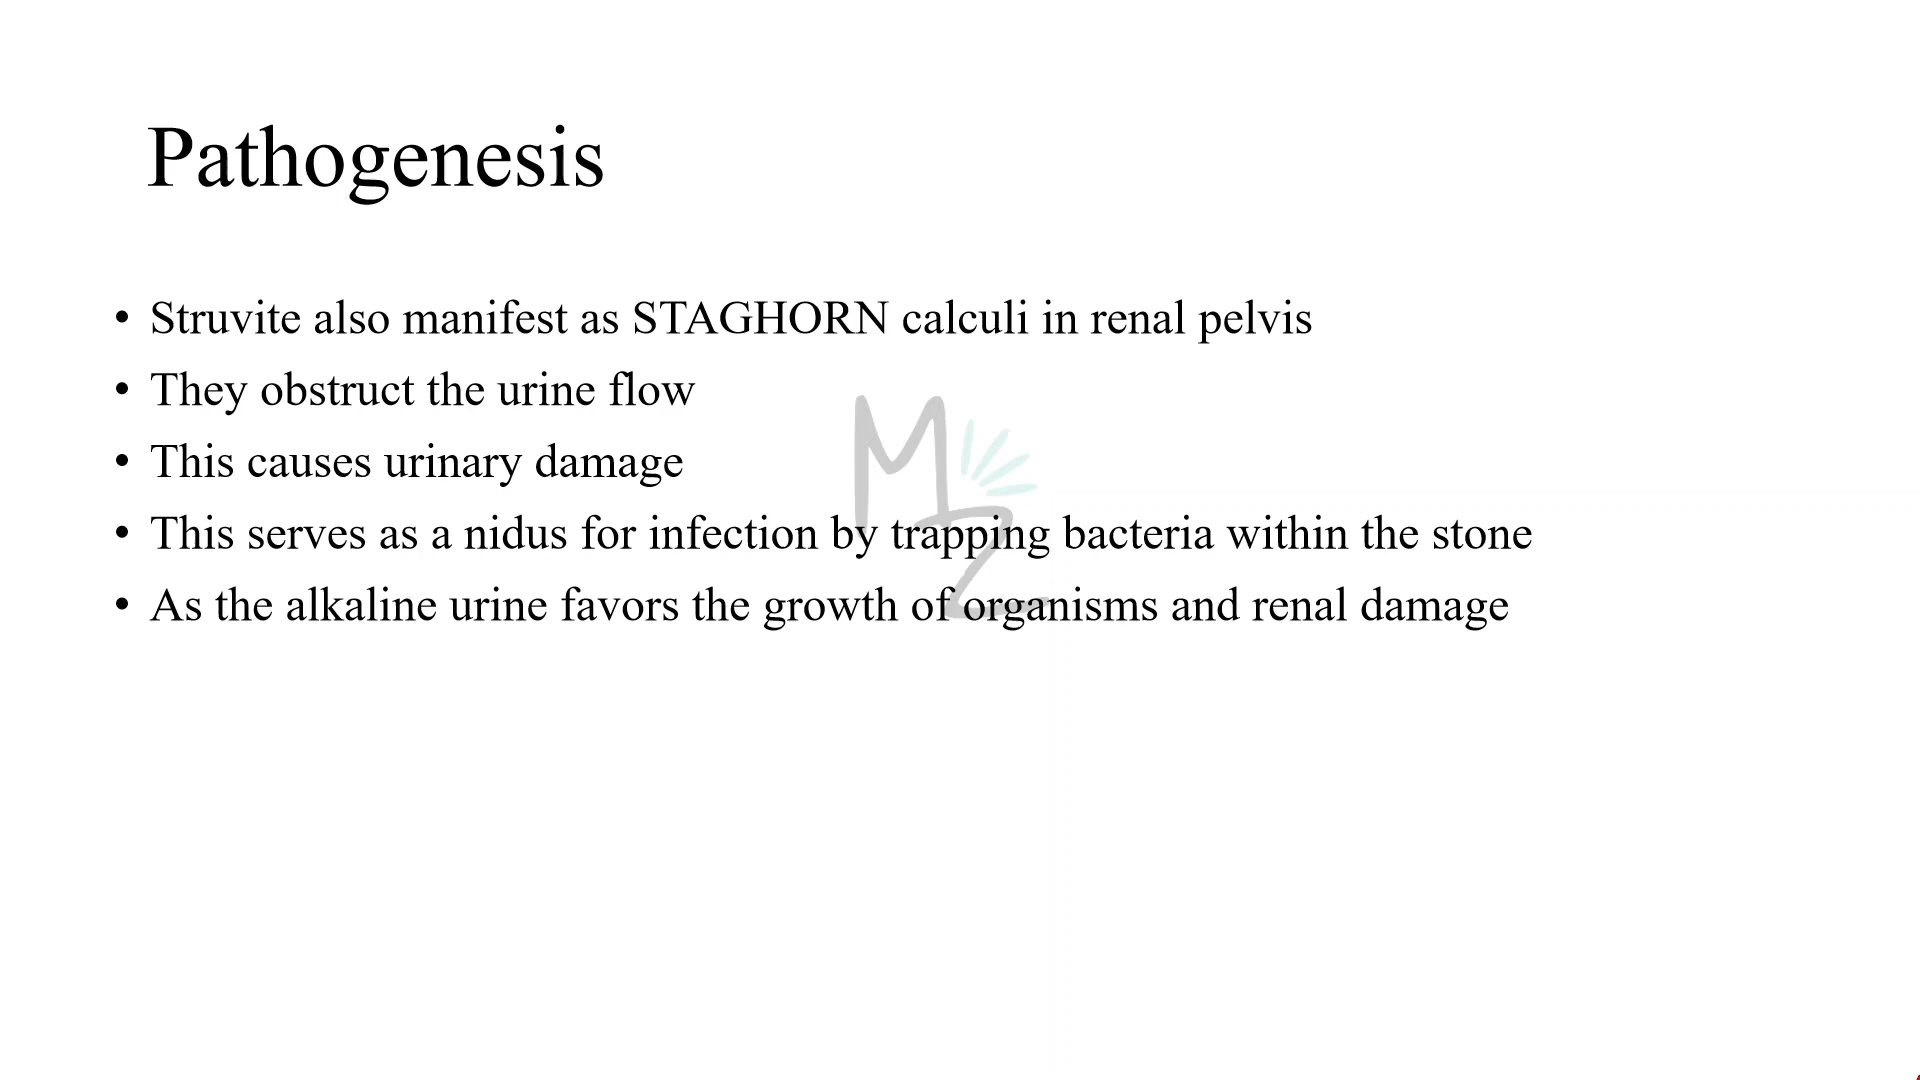 Pathogenesis
• Struvite also manifest as STAGHORN calculi in renal pelvis
• They obstruct the urine flow
• This causes urinary damage
• This serves as a nidus for infection by trapping bacteria within the stone
• As the alkaline urine favors the growth of organisms and renal damage
MZ